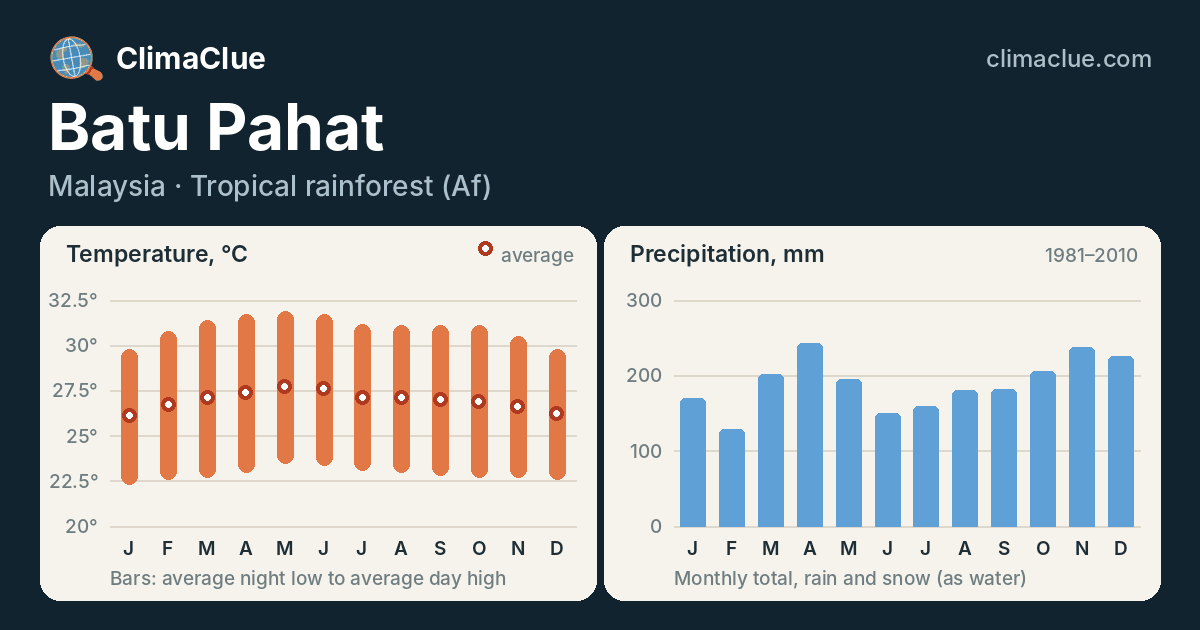 ClimaClue
climaclue.com
Batu Pahat
Malaysia · Tropical rainforest (Af)
Temperature, °C
average
32.5°
30°
27.5°
25°
22.5°
20°
J F M A M J J A S O N D
Bars: average night low to average day high
Precipitation, mm
1981–2010
300
200
100
0
J F M A M J J A S O N D
Monthly total, rain and snow (as water)